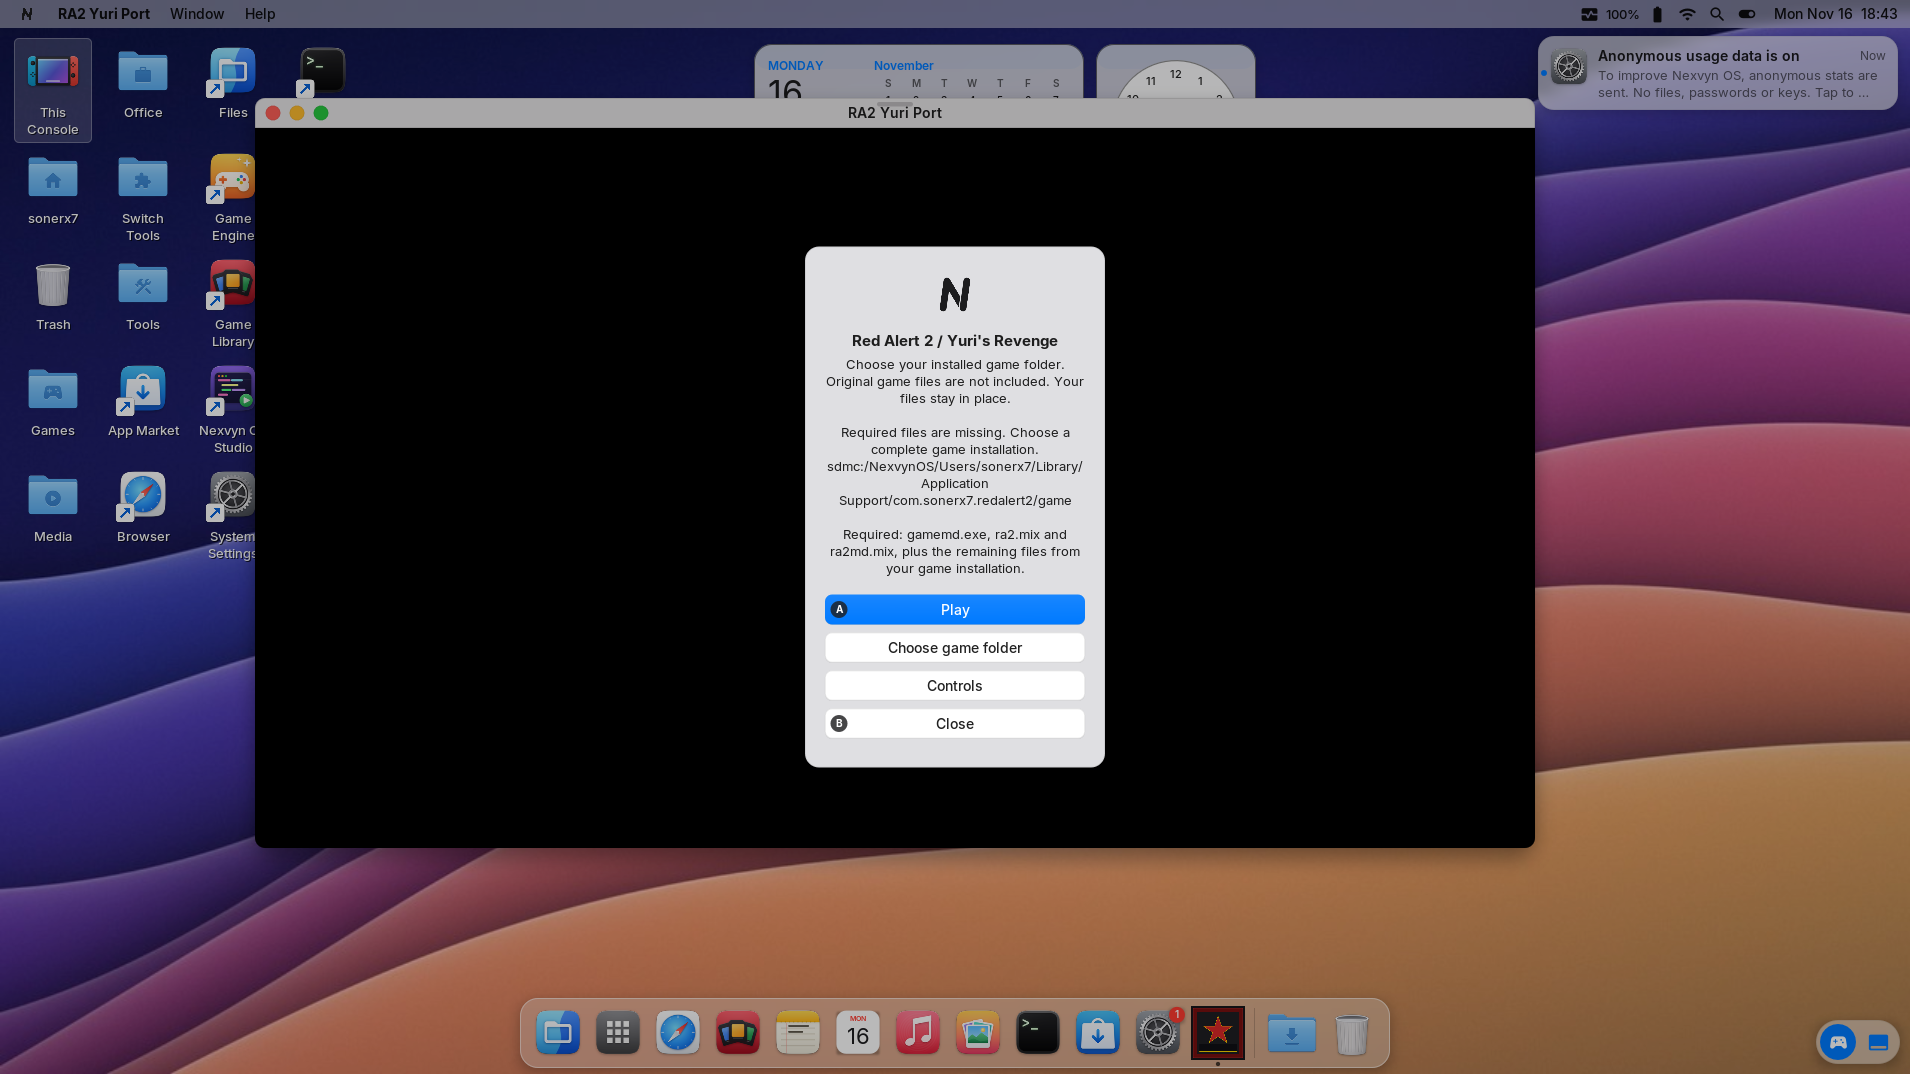 RA2 Yuri Port Window Help
100% Mon Nov 16 18:43
This
Console
Office
Files
>_
MONDAY
16
November
S M T W T F S
11 12 1
Anonymous usage data is on Now
To improve Nexvyn OS, anonymous stats are
sent. No files, passwords or keys. Tap to ...
RA2 Yuri Port
sonerx7
Switch
Tools
Game
Engine
Trash
Tools
Game
Library
Games
App Market
Nexvyn
Studio
Media
Browser
System
Settings
Red Alert 2 / Yuri's Revenge
Choose your installed game folder.
Original game files are not included. Your
files stay in place.
Required files are missing. Choose a
complete game installation.
sdmc:/NexvynOS/Users/sonerx7/Library/
Application
Support/com.sonerx7.redalert2/game
Required: gamemd.exe, ra2.mix and
ra2md.mix, plus the remaining files from
your game installation.
A Play
Choose game folder
Controls
B Close
MON
16
>_
1